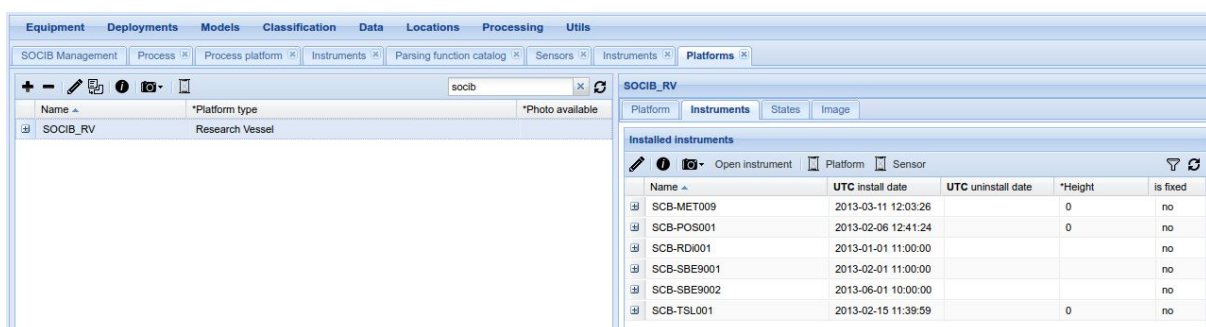 Equipment Deployments Models Classification Data Locations Processing Utils
SOCIB Management Process Process platform Instruments Parsing function catalog Sensors Instruments Platforms
socib
Name *Platform type *Photo available
SOCIB_RV Research Vessel
SOCIB_RV
Platform Instruments States Image
Installed instruments
Open instrument Platform Sensor
Name UTC install date UTC uninstall date *Height is fixed
SCB-MET009 2013-03-11 12:03:26 0 no
SCB-POS001 2013-02-06 12:41:24 0 no
SCB-RDi001 2013-01-01 11:00:00 no
SCB-SBE9001 2013-02-01 11:00:00 no
SCB-SBE9002 2013-06-01 10:00:00 no
SCB-TSL001 2013-02-15 11:39:59 0 no